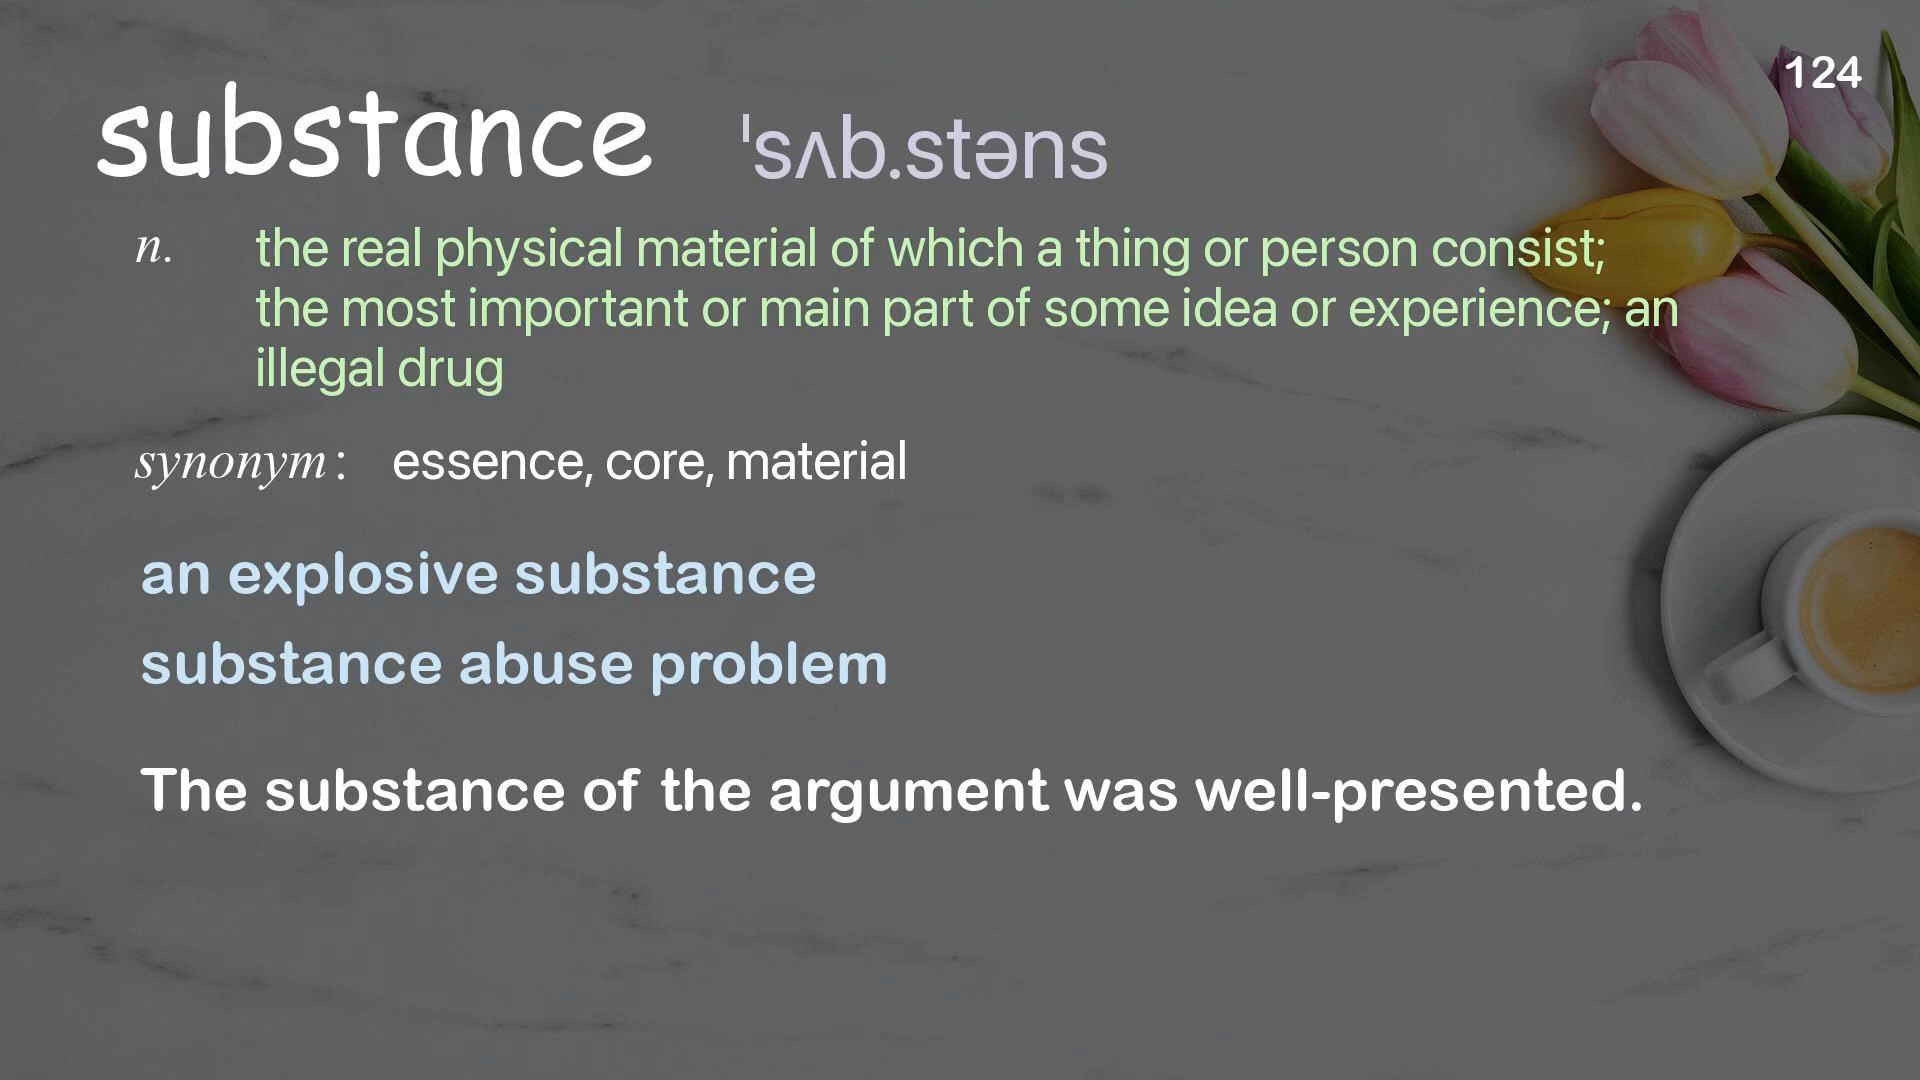 124
substance ˈsʌb.stəns
n. the real physical material of which a thing or person consist;
the most important or main part of some idea or experience; an
illegal drug
synonym: essence, core, material
an explosive substance
substance abuse problem
The substance of the argument was well-presented.